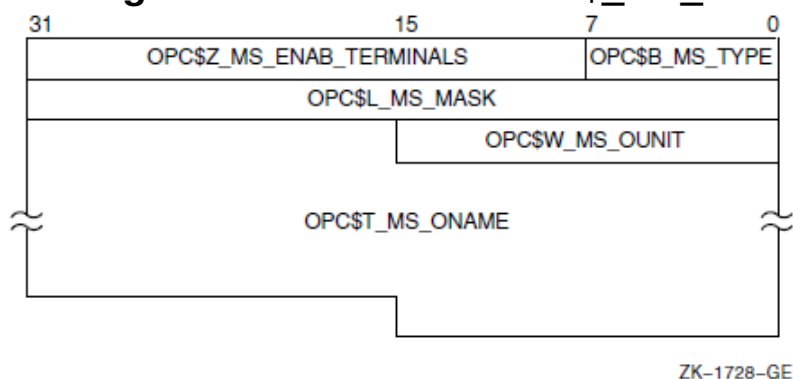 31 15 7 0
OPC$Z_MS_ENAB_TERMINALS OPC$B_MS_TYPE
OPC$L_MS_MASK
OPC$W_MS_OUNIT
OPC$T_MS_ONAME
ZK–1728–GE